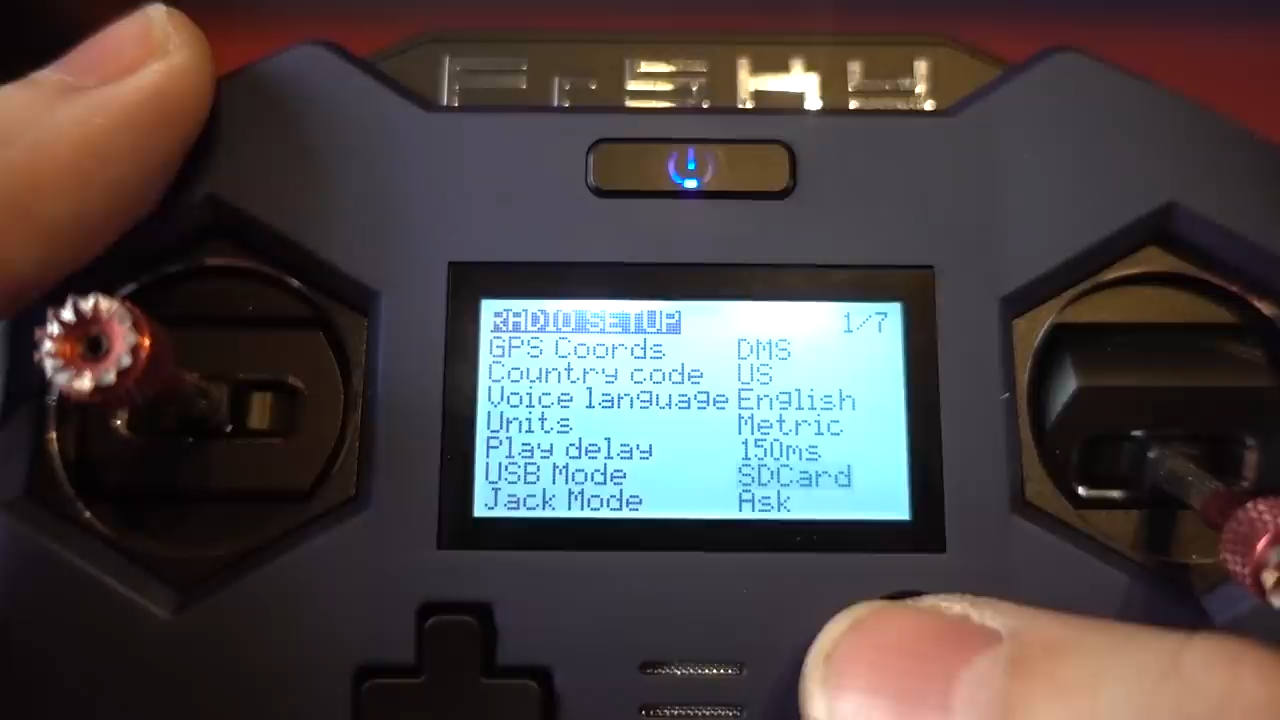 FrSky
RADIO SETUP 1/7
GPS Coords DMS
Country code US
Voice language English
Units Metric
Play delay 150ms
USB Mode SDCard
Jack Mode Ask